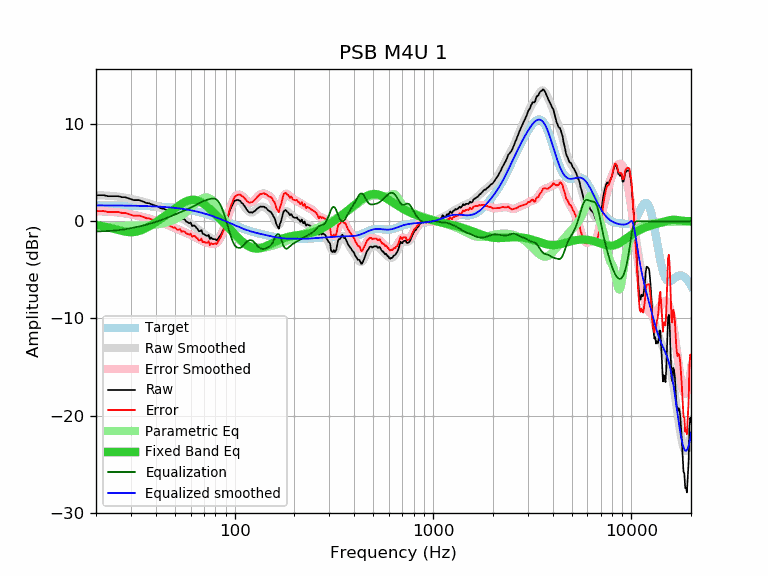 PSB M4U 1
Amplitude (dBr)
10
0
−10
−20
−30
Target
Raw Smoothed
Error Smoothed
Raw
Error
Parametric Eq
Fixed Band Eq
Equalization
Equalized smoothed
100
1000
10000
Frequency (Hz)